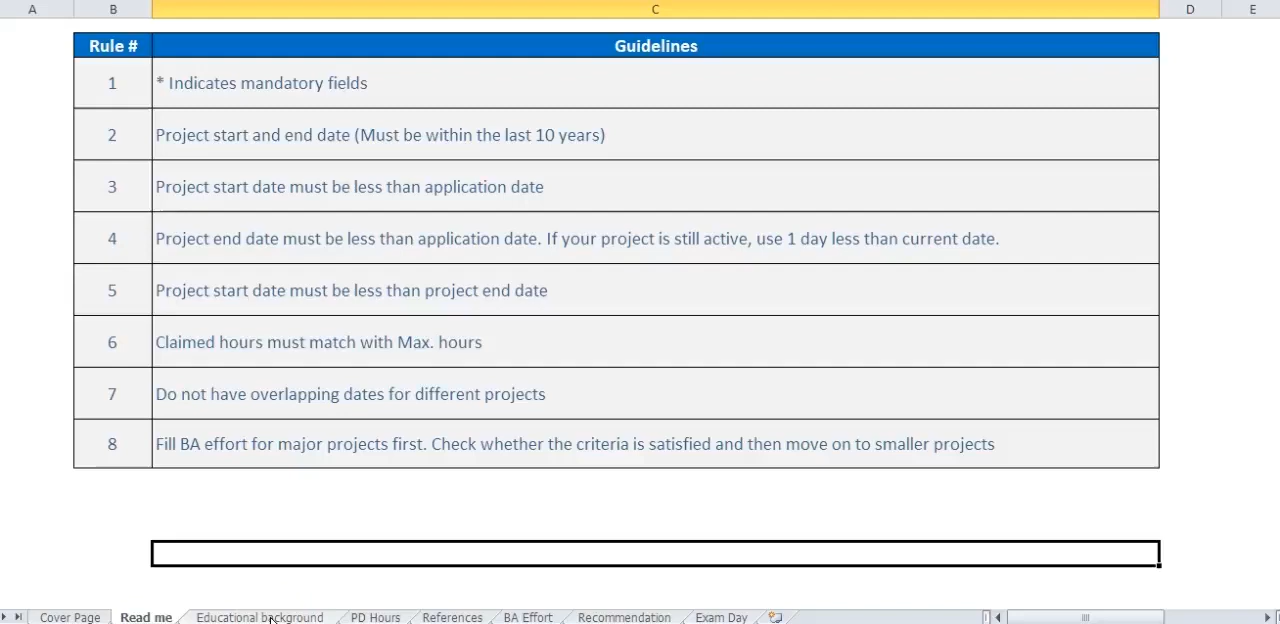 A B C D E
Rule # Guidelines
1 * Indicates mandatory fields
2 Project start and end date (Must be within the last 10 years)
3 Project start date must be less than application date
4 Project end date must be less than application date. If your project is still active, use 1 day less than current date.
5 Project start date must be less than project end date
6 Claimed hours must match with Max. hours
7 Do not have overlapping dates for different projects
8 Fill BA effort for major projects first. Check whether the criteria is satisfied and then move on to smaller projects
Cover Page Read me Educational background PD Hours References BA Effort Recommendation Exam Day